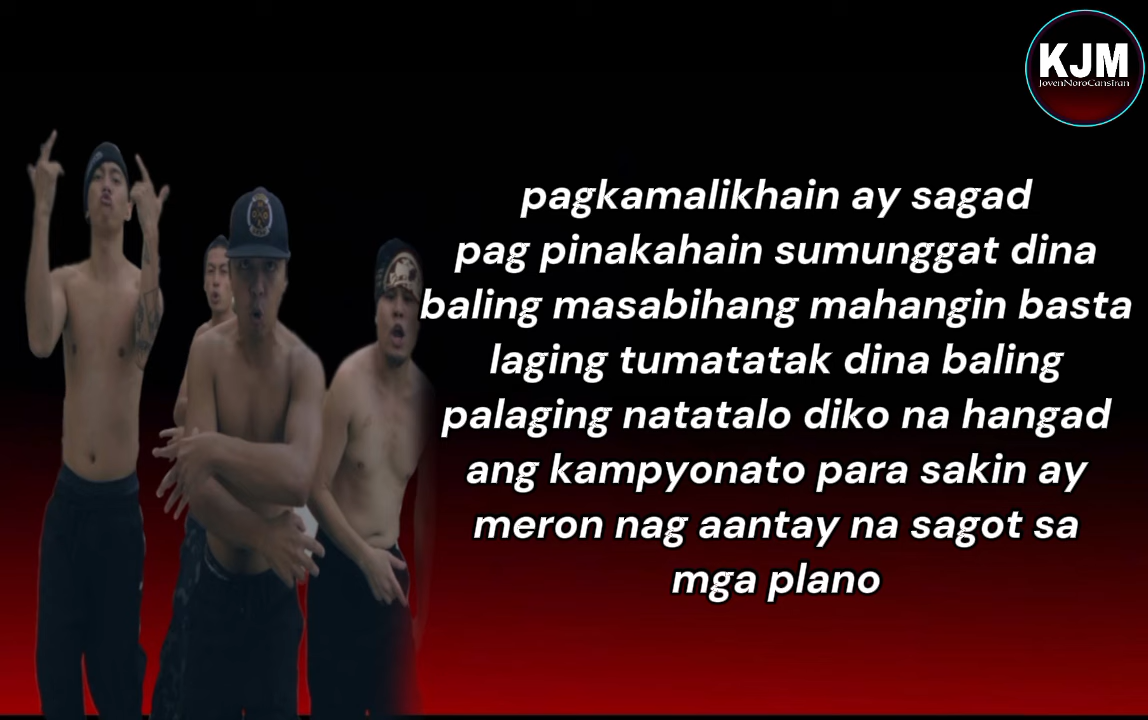 KJM
JovenNoroCansiran
pagkamalikhain ay sagad
pag pinakahain sumunggat dina
baling masabihang mahangin basta
laging tumatatak dina baling
palaging natatalo diko na hangad
ang kampyonato para sakin ay
meron nag aantay na sagot sa
mga plano